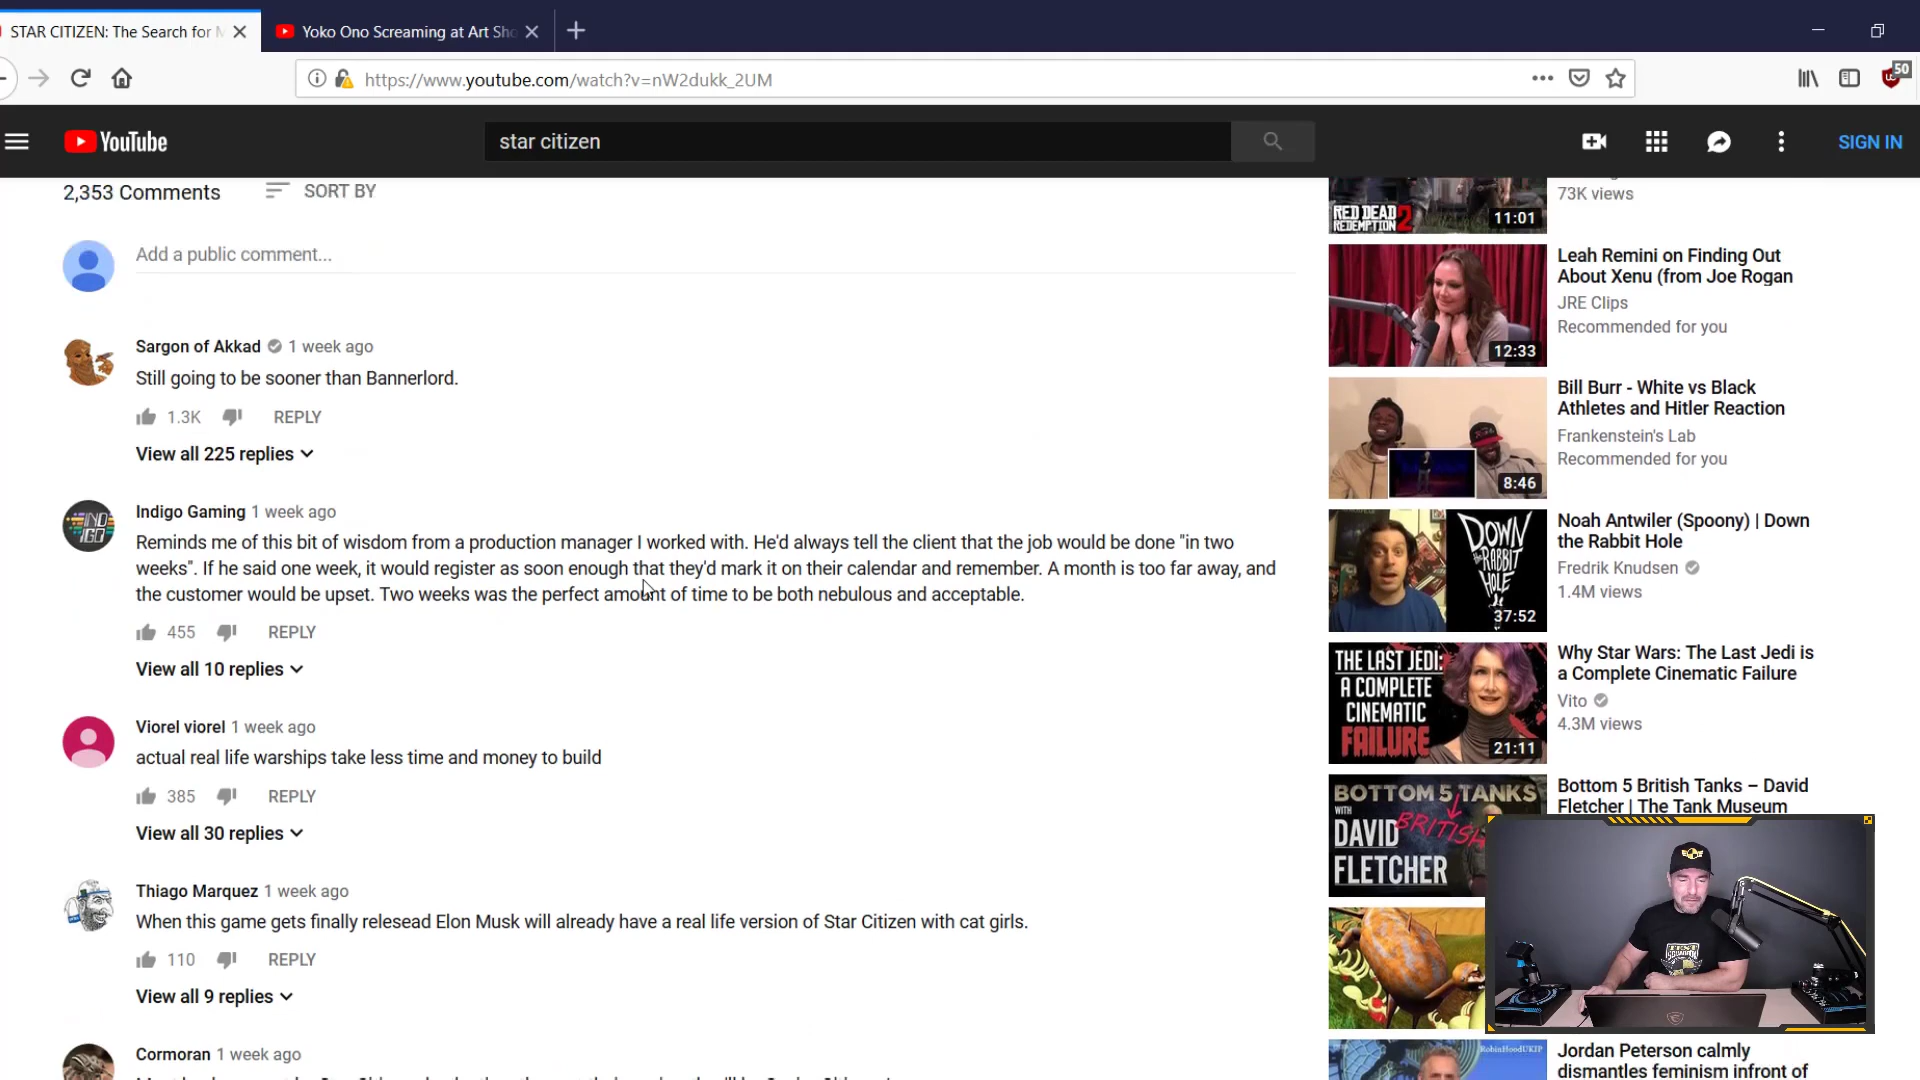 STAR CITIZEN: The Search for M
Yoko Ono Screaming at Art Sho
https://www.youtube.com/watch?v=nW2dukk_2UM
50
YouTube
star citizen
SIGN IN
2,353 Comments
SORT BY
Add a public comment...
Sargon of Akkad 1 week ago
Still going to be sooner than Bannerlord.
1.3K REPLY
View all 225 replies
Indigo Gaming 1 week ago
Reminds me of this bit of wisdom from a production manager I worked with. He'd always tell the client that the job would be done "in two
weeks". If he said one week, it would register as soon enough that they'd mark it on their calendar and remember. A month is too far away, and
the customer would be upset. Two weeks was the perfect amount of time to be both nebulous and acceptable.
455 REPLY
View all 10 replies
Viorel viorel 1 week ago
actual real life warships take less time and money to build
385 REPLY
View all 30 replies
Thiago Marquez 1 week ago
When this game gets finally relesead Elon Musk will already have a real life version of Star Citizen with cat girls.
110 REPLY
View all 9 replies
Cormoran 1 week ago
RED DEAD
REDEMPTION 2
11:01
73K views
12:33
Leah Remini on Finding Out
About Xenu (from Joe Rogan
JRE Clips
Recommended for you
8:46
Bill Burr - White vs Black
Athletes and Hitler Reaction
Frankenstein's Lab
Recommended for you
DOWN
THE RABBIT
HOLE
37:52
Noah Antwiler (Spoony) | Down
the Rabbit Hole
Fredrik Knudsen
1.4M views
THE LAST JEDI:
A COMPLETE
CINEMATIC
FAILURE
21:11
Why Star Wars: The Last Jedi is
a Complete Cinematic Failure
Vito
4.3M views
BOTTOM 5 TANKS
WITH
BRITISH
DAVID
FLETCHER
Bottom 5 British Tanks – David
Fletcher | The Tank Museum
RobinHoodUKIP
Jordan Peterson calmly
dismantles feminism infront of
IND
IGO
TEST
SQUADRON